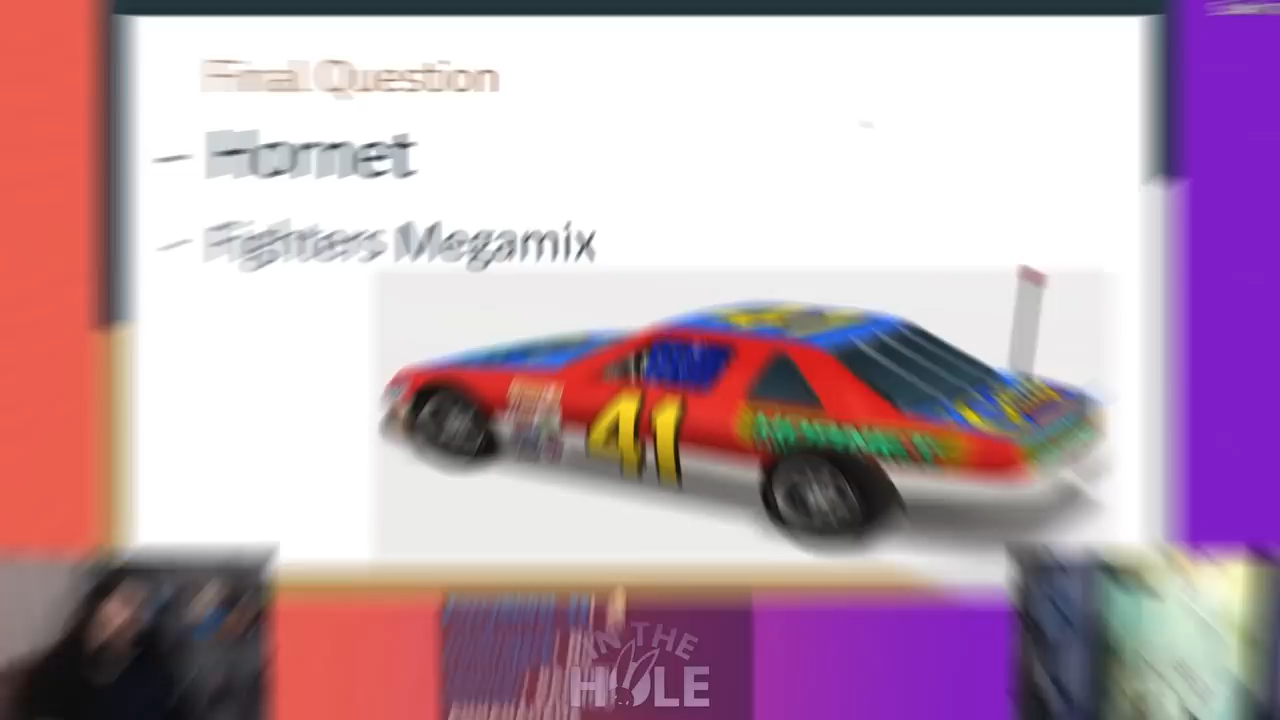 Final Question
– Hornet
– Fighters Megamix
41
IN THE
HOLE